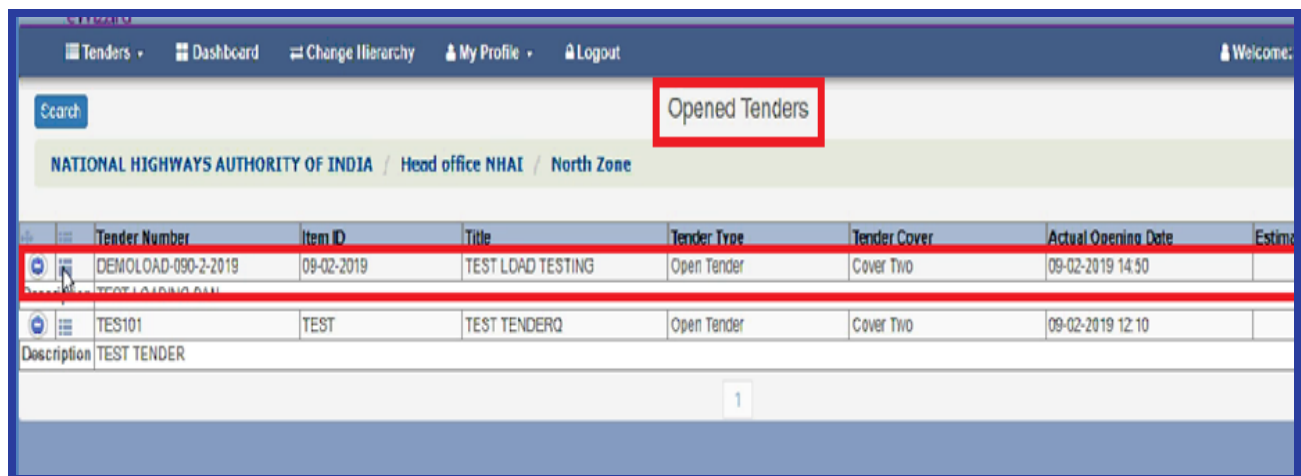 Tenders Dashboard Change Hierarchy My Profile Logout Welcome:
Search
Opened Tenders
NATIONAL HIGHWAYS AUTHORITY OF INDIA / Head office NHAI / North Zone
Tender Number Item ID Title Tender Type Tender Cover Actual Opening Date Estima
DEMOLOAD-090-2-2019 09-02-2019 TEST LOAD TESTING Open Tender Cover Two 09-02-2019 14:50
TES101 TEST TEST TENDERQ Open Tender Cover Two 09-02-2019 12:10
Description TEST TENDER
1